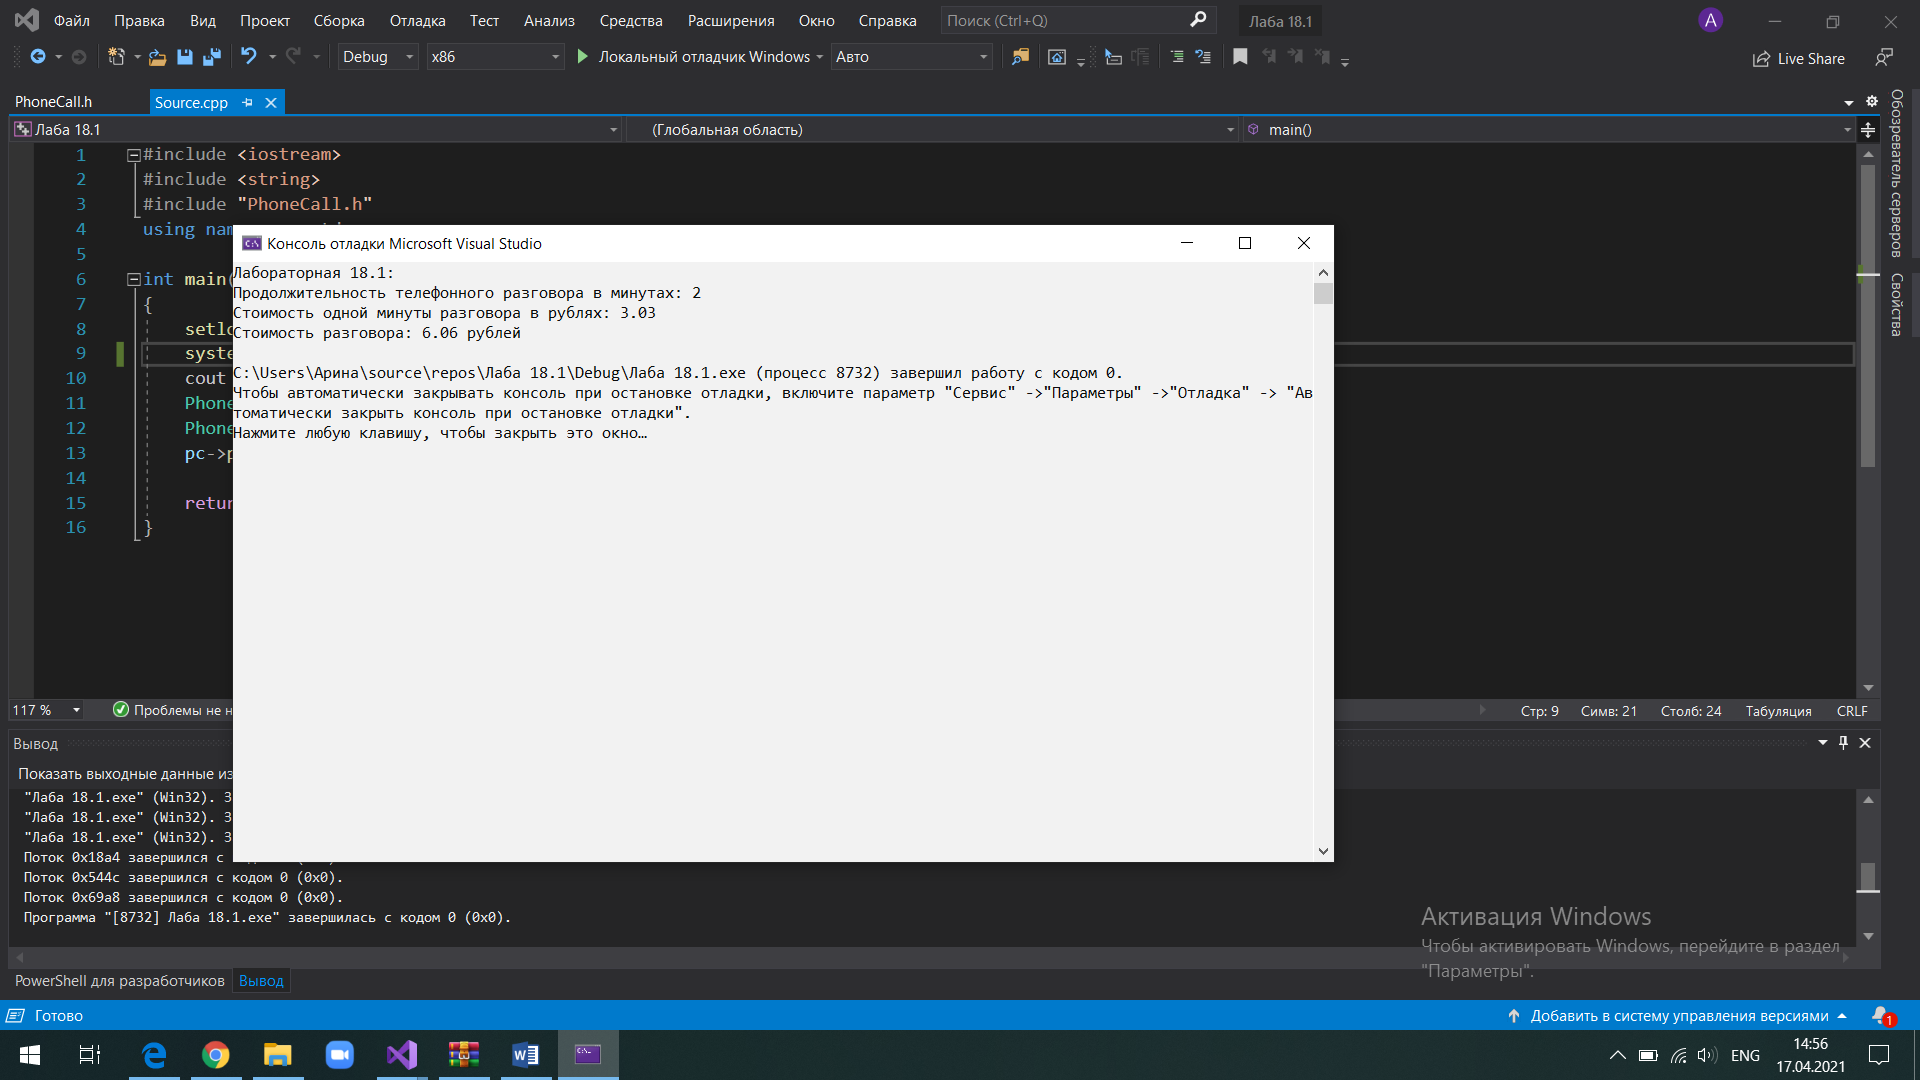 Файл Правка Вид Проект Сборка Отладка Тест Анализ Средства Расширения Окно Справка Поиск (Ctrl+Q) Лаба 18.1 A
Debug x86 Локальный отладчик Windows Авто Live Share
PhoneCall.h Source.cpp
Лаба 18.1 (Глобальная область) main()
Обозреватель серверов
Свойства
1 #include <iostream>
2 #include <string>
3 #include "PhoneCall.h"
4 using nam
5
6 int main(
7 {
8 setlo
9 syste
10 cout
11 Phone
12 Phone
13 pc->p
14
15 retur
16 }
Консоль отладки Microsoft Visual Studio
Лабораторная 18.1:
Продолжительность телефонного разговора в минутах: 2
Стоимость одной минуты разговора в рублях: 3.03
Стоимость разговора: 6.06 рублей
C:\Users\Арина\source\repos\Лаба 18.1\Debug\Лаба 18.1.exe (процесс 8732) завершил работу с кодом 0.
Чтобы автоматически закрывать консоль при остановке отладки, включите параметр "Сервис" ->"Параметры" ->"Отладка" -> "Ав
томатически закрыть консоль при остановке отладки".
Нажмите любую клавишу, чтобы закрыть это окно…
117 % Проблемы не н Стр: 9 Симв: 21 Столб: 24 Табуляция CRLF
Вывод
Показать выходные данные из
"Лаба 18.1.exe" (Win32). З
"Лаба 18.1.exe" (Win32). З
"Лаба 18.1.exe" (Win32). З
Поток 0x18a4 завершился с
Поток 0x544c завершился с кодом 0 (0x0).
Поток 0x69a8 завершился с кодом 0 (0x0).
Программа "[8732] Лаба 18.1.exe" завершилась с кодом 0 (0x0).
Активация Windows
Чтобы активировать Windows, перейдите в раздел
"Параметры".
PowerShell для разработчиков Вывод
Готово Добавить в систему управления версиями 1
ENG 14:56
17.04.2021